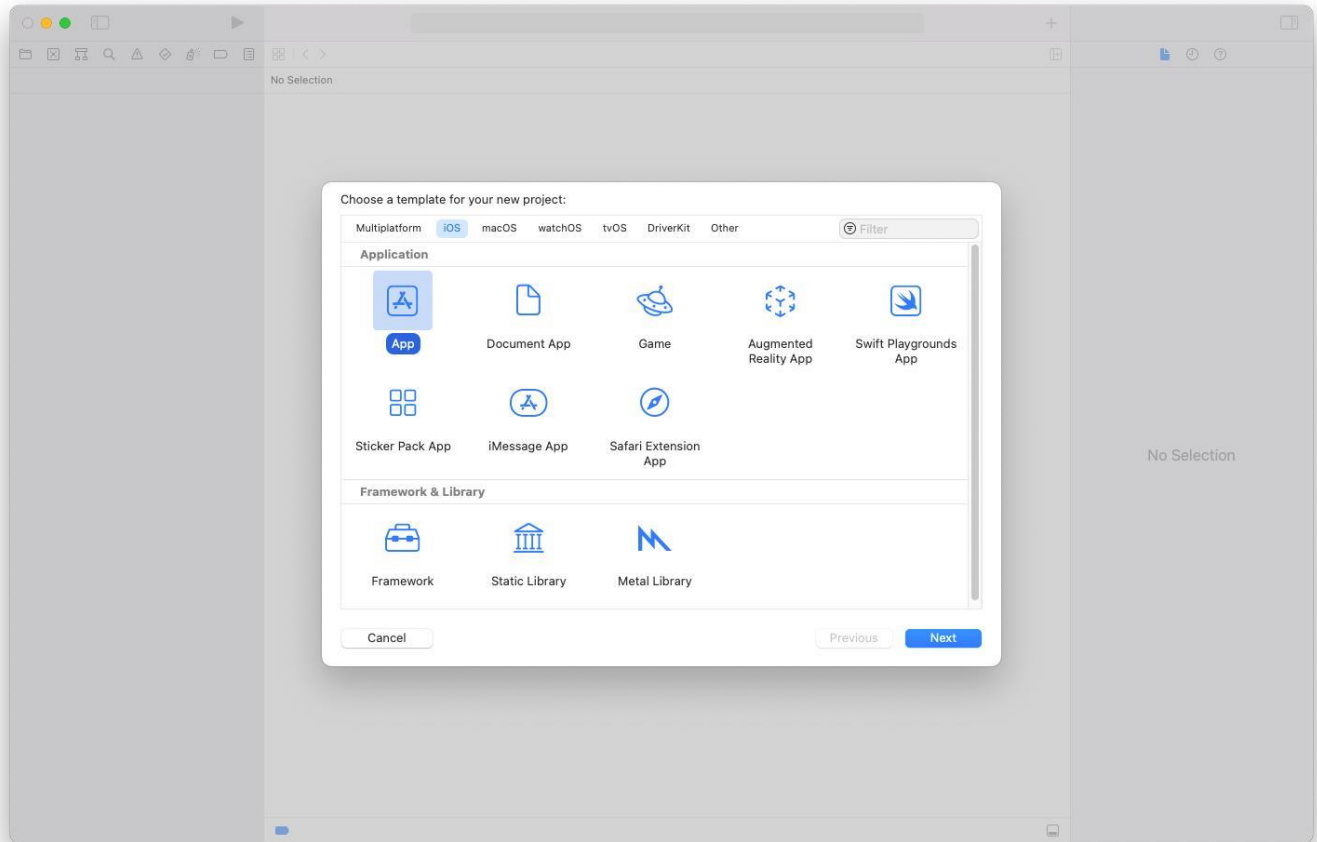 No Selection
Choose a template for your new project:
Multiplatform iOS macOS watchOS tvOS DriverKit Other Filter
Application
App Document App Game Augmented Reality App Swift Playgrounds App
Sticker Pack App iMessage App Safari Extension App
No Selection
Framework & Library
Framework Static Library Metal Library
Cancel Previous Next